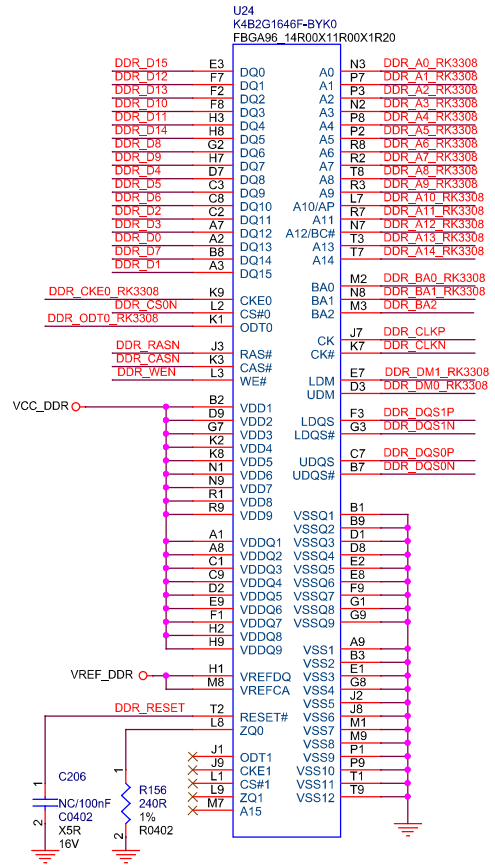 U24
K4B2G1646F-BYK0
FBGA96_14R00X11R00X1R20
DDR_D15 E3 DQ0 A0 N3 DDR_A0_RK3308
DDR_D12 F7 DQ1 A1 P7 DDR_A1_RK3308
DDR_D13 F2 DQ2 A2 P3 DDR_A2_RK3308
DDR_D10 F8 DQ3 A3 N2 DDR_A3_RK3308
DDR_D11 H3 DQ4 A4 P8 DDR_A4_RK3308
DDR_D14 H8 DQ5 A5 P2 DDR_A5_RK3308
DDR_D8 G2 DQ6 A6 R8 DDR_A6_RK3308
DDR_D9 H7 DQ7 A7 R2 DDR_A7_RK3308
DDR_D4 D7 DQ8 A8 T8 DDR_A8_RK3308
DDR_D5 C3 DQ9 A9 R3 DDR_A9_RK3308
DDR_D6 C8 DQ10 A10/AP L7 DDR_A10_RK3308
DDR_D2 C2 DQ11 A11 R7 DDR_A11_RK3308
DDR_D3 A7 DQ12 A12/BC# N7 DDR_A12_RK3308
DDR_D0 A2 DQ13 A13 T3 DDR_A13_RK3308
DDR_D7 B8 DQ14 A14 T7 DDR_A14_RK3308
DDR_D1 A3 DQ15
BA0 M2 DDR_BA0_RK3308
DDR_CKE0_RK3308 K9 CKE0 BA1 N8 DDR_BA1_RK3308
DDR_CS0N L2 CS#0 BA2 M3 DDR_BA2
DDR_ODT0_RK3308 K1 ODT0
CK J7 DDR_CLKP
DDR_RASN J3 RAS# CK# K7 DDR_CLKN
DDR_CASN K3 CAS#
DDR_WEN L3 WE# LDM E7 DDR_DM1_RK3308
UDM D3 DDR_DM0_RK3308
VCC_DDR B2 VDD1
D9 VDD2 LDQS F3 DDR_DQS1P
G7 VDD3 LDQS# G3 DDR_DQS1N
K2 VDD4
K8 VDD5 UDQS C7 DDR_DQS0P
N1 VDD6 UDQS# B7 DDR_DQS0N
N9 VDD7
R1 VDD8
R9 VDD9 VSSQ1 B1
VSSQ2 B9
A1 VDDQ1 VSSQ3 D1
A8 VDDQ2 VSSQ4 D8
C1 VDDQ3 VSSQ5 E2
C9 VDDQ4 VSSQ6 E8
D2 VDDQ5 VSSQ7 F9
E9 VDDQ6 VSSQ8 G1
F1 VDDQ7 VSSQ9 G9
H2 VDDQ8
H9 VDDQ9 VSS1 A9
VSS2 B3
VREF_DDR H1 VREFDQ VSS3 E1
M8 VREFCA VSS4 G8
VSS5 J2
DDR_RESET T2 RESET# VSS6 J8
L8 ZQ0 VSS7 M1
VSS8 M9
J1 ODT1 VSS9 P1
J9 CKE1 VSS10 P9
L1 CS#1 VSS11 T1
L9 ZQ1 VSS12 T9
M7 A15
1
C206
NC/100nF
C0402
2
X5R
16V
1
R156
240R
1%
2
R0402